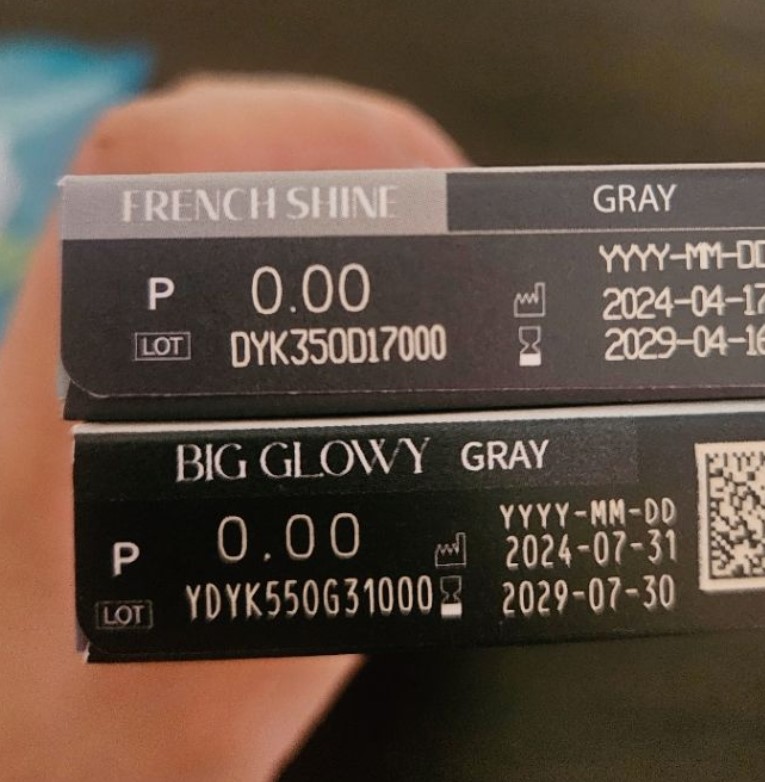 FRENCH SHINE GRAY
YYYY-MM-DD
P 0.00 2024-04-17
LOT DYK350D17000 2029-04-16
BIG GLOWY GRAY
YYYY-MM-DD
P 0.00 2024-07-31
LOT YDYK550G31000 2029-07-30